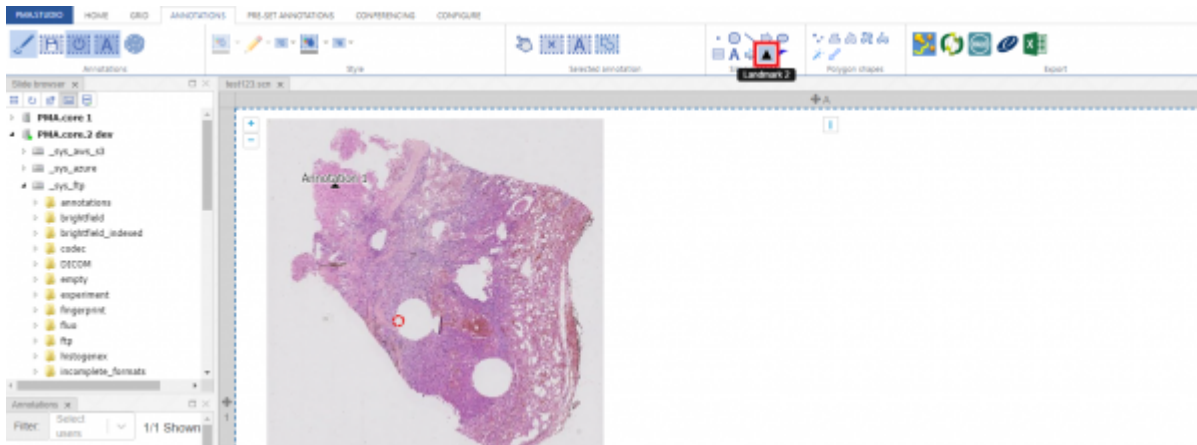 PMA.STUDIO HOME GRID ANNOTATIONS PRE-SET ANNOTATIONS CONFERENCING CONFIGURE
Annotations Style Selected annotation Polygon shapes Export
Landmark 2
Slide browser test123.scn
A
PMA.core 1
PMA.core.2 dev
_sys_aws_s3
_sys_azure
_sys_ftp
annotations
brightfield
brightfield_indexed
codec
DICOM
empty
experiment
fingerprint
fluo
ftp
histogenex
incomplete_formats
Annotation 1
Annotations
1
Filter: Select users 1/1 Shown